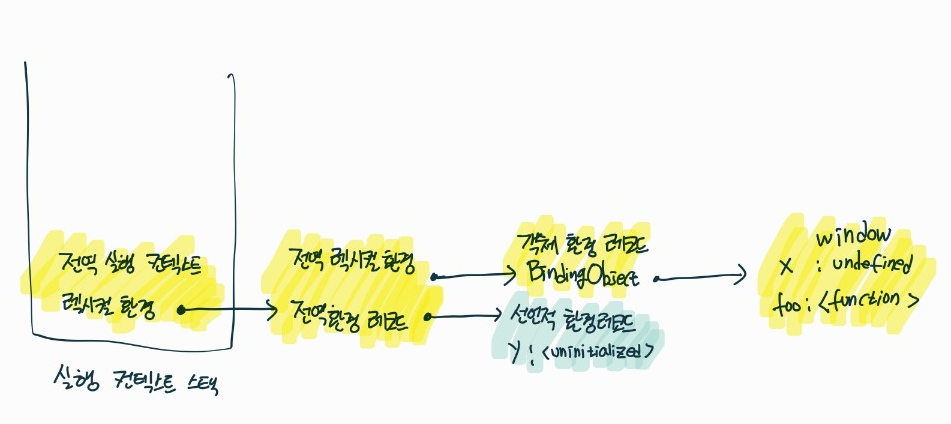 전역 실행 컨텍스트
렉시컬 환경
실행 컨텍스트 스택
전역 렉시컬 환경
전역환경 레코드
객체 환경 레코드
BindingObject
선언적 환경레코드
y : <uninitialized>
window
x : undefined
foo : <function>